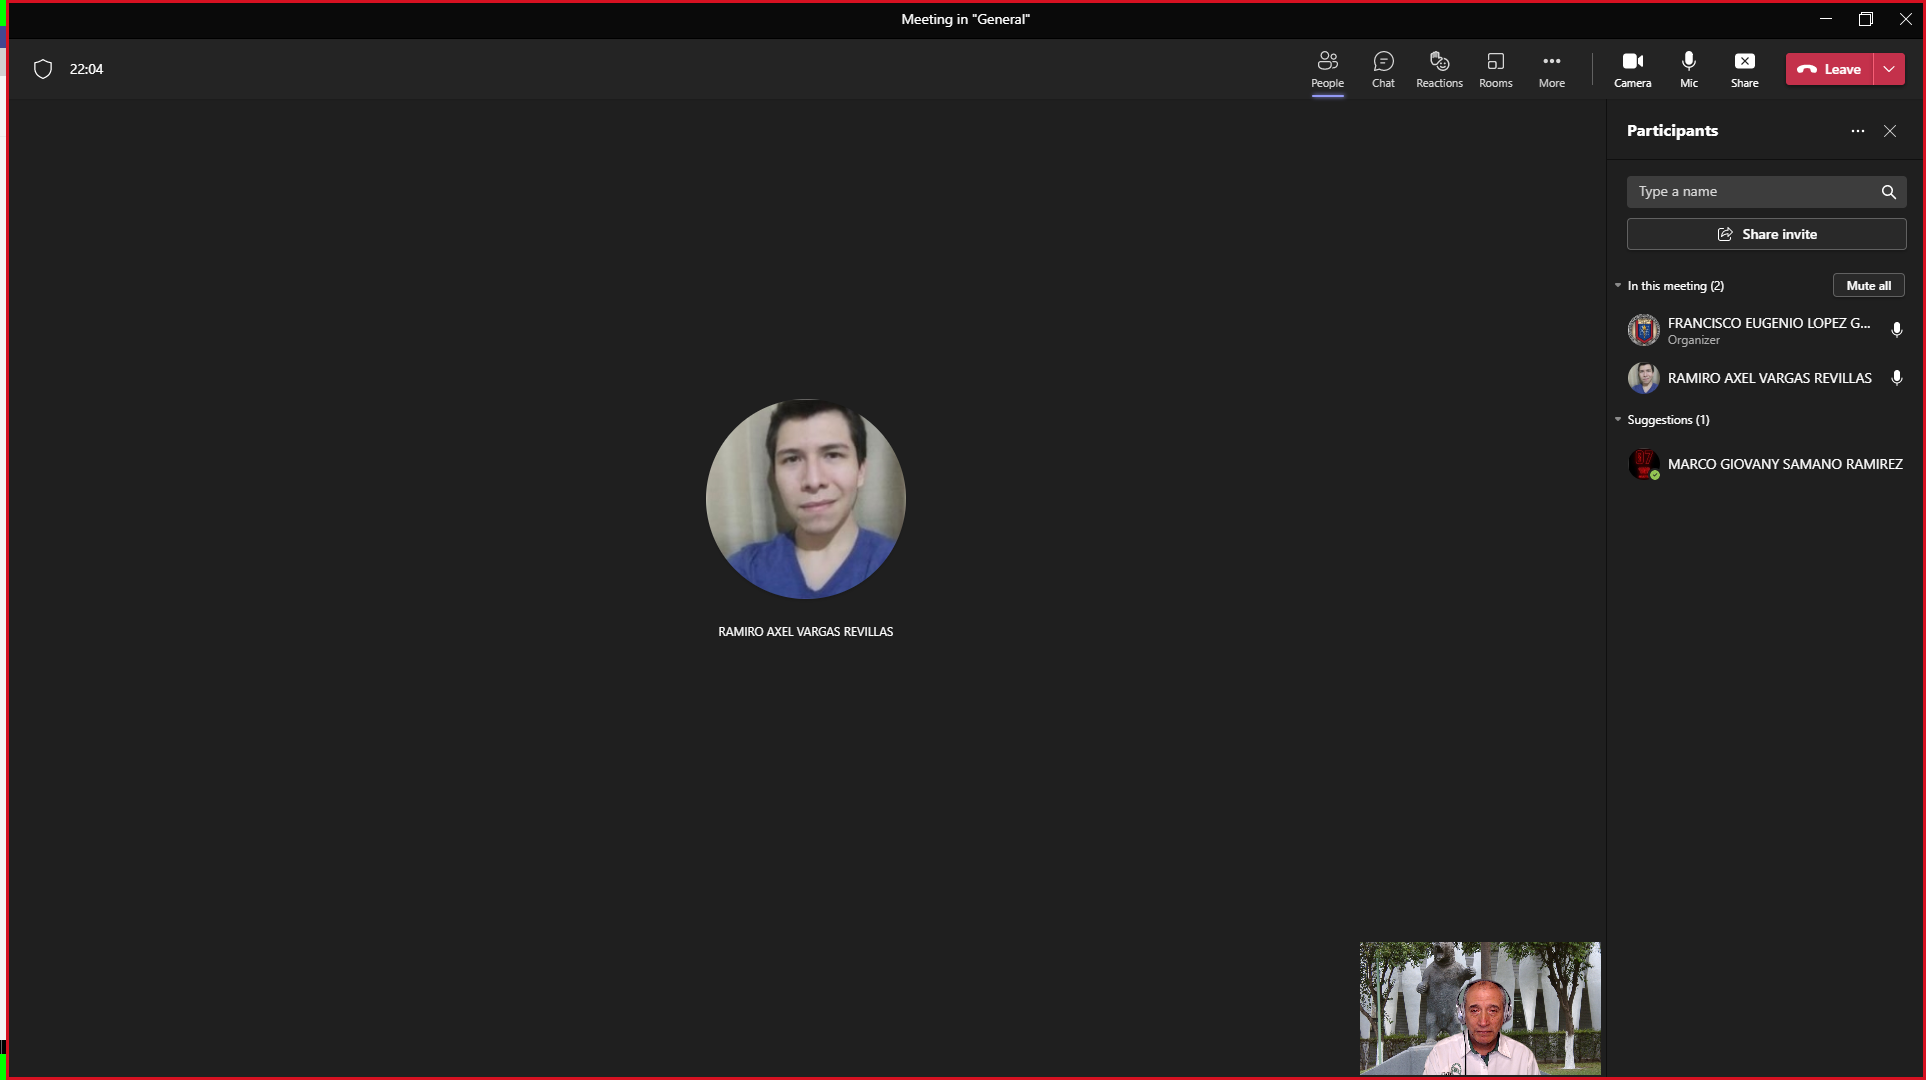 Meeting in "General"
22:04
People
Chat
Reactions
Rooms
More
Camera
Mic
Share
Leave
Participants
Type a name
Share invite
In this meeting (2)
Mute all
FRANCISCO EUGENIO LOPEZ G...
Organizer
RAMIRO AXEL VARGAS REVILLAS
Suggestions (1)
MARCO GIOVANY SAMANO RAMIREZ
RAMIRO AXEL VARGAS REVILLAS